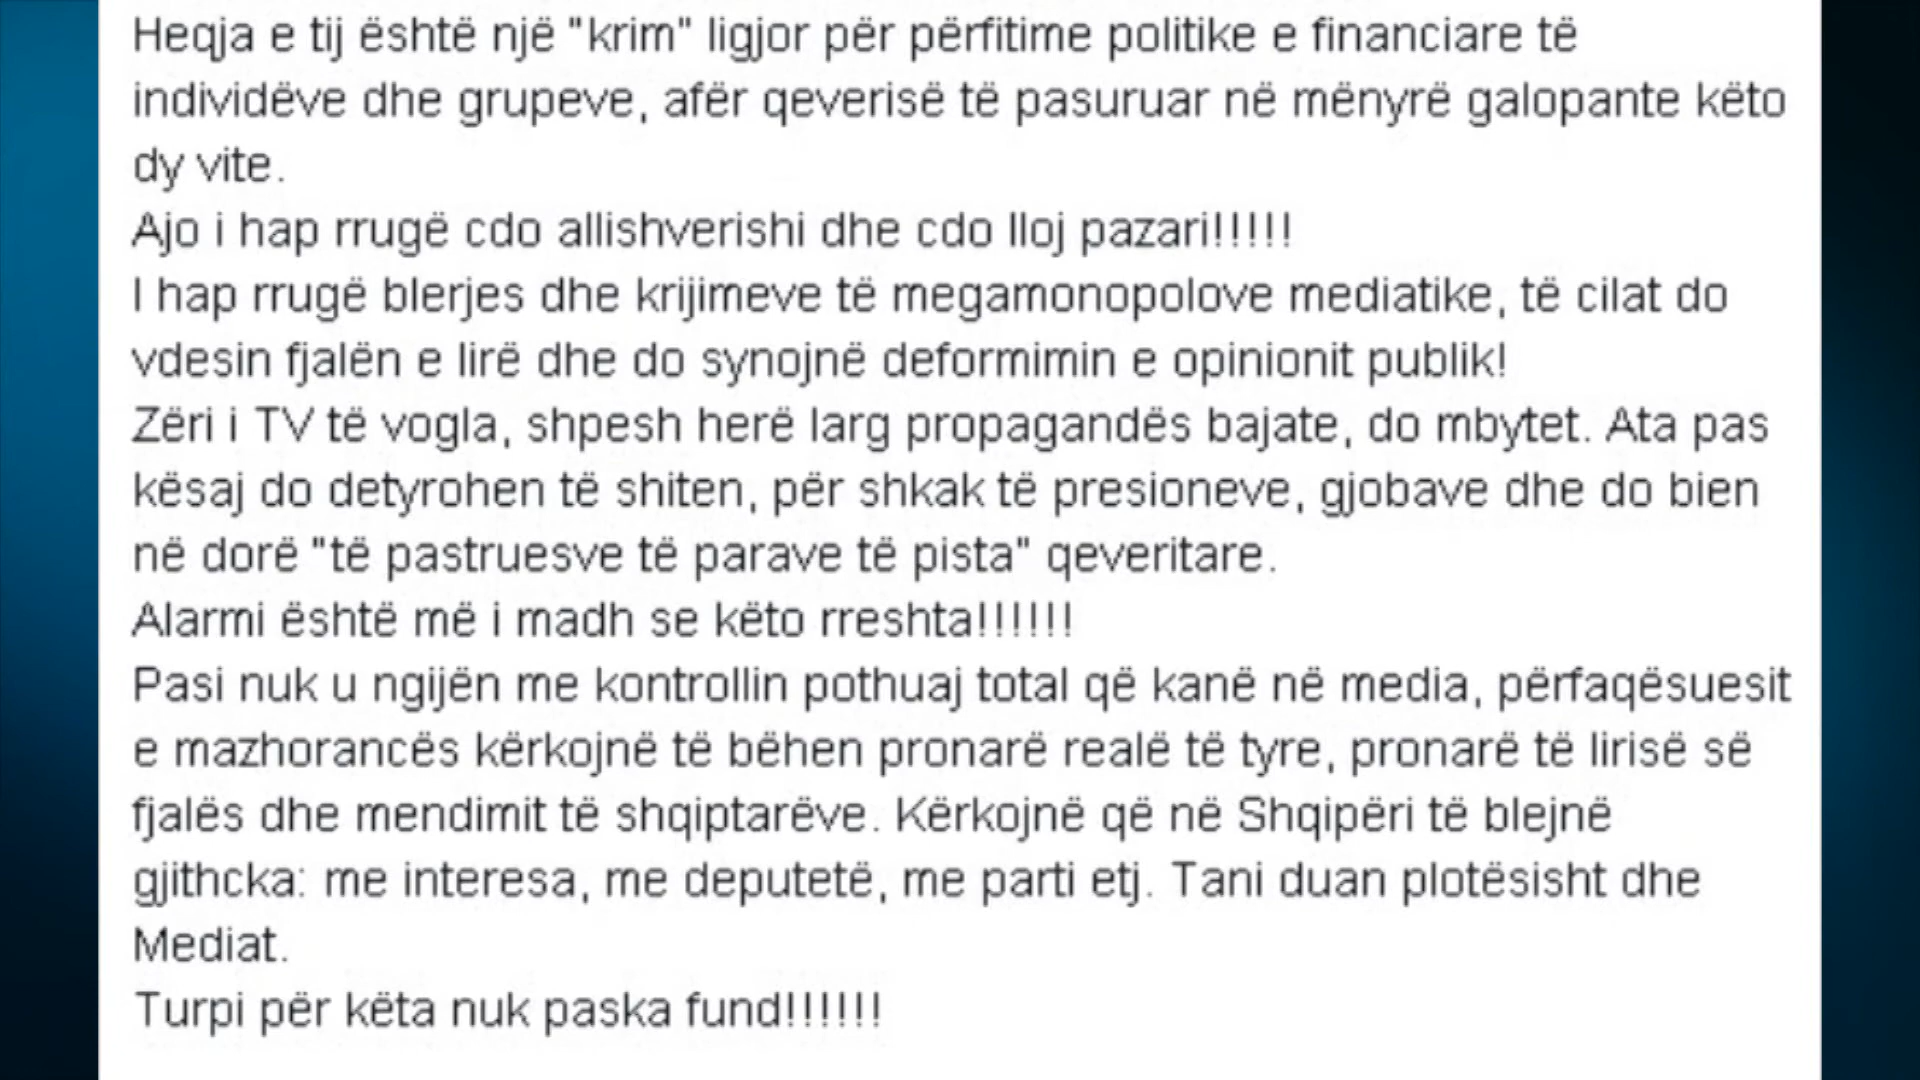 Heqja e tij është një "krim" ligjor për përfitime politike e financiare të
individëve dhe grupeve, afër qeverisë të pasuruar në mënyrë galopante këto
dy vite.
Ajo i hap rrugë cdo allishverishi dhe cdo lloj pazari!!!!!
I hap rrugë blerjes dhe krijimeve të megamonopolove mediatike, të cilat do
vdesin fjalën e lirë dhe do synojnë deformimin e opinionit publik!
Zëri i TV të vogla, shpesh herë larg propagandës bajate, do mbytet. Ata pas
kësaj do detyrohen të shiten, për shkak të presioneve, gjobave dhe do bien
në dorë "të pastruesve të parave të pista" qeveritare.
Alarmi është më i madh se këto rreshta!!!!!!
Pasi nuk u ngijën me kontrollin pothuaj total që kanë në media, përfaqësuesit
e mazhorancës kërkojnë të bëhen pronarë realë të tyre, pronarë të lirisë së
fjalës dhe mendimit të shqiptarëve. Kërkojnë që në Shqipëri të blejnë
gjithcka: me interesa, me deputetë, me parti etj. Tani duan plotësisht dhe
Mediat.
Turpi për këta nuk paska fund!!!!!!